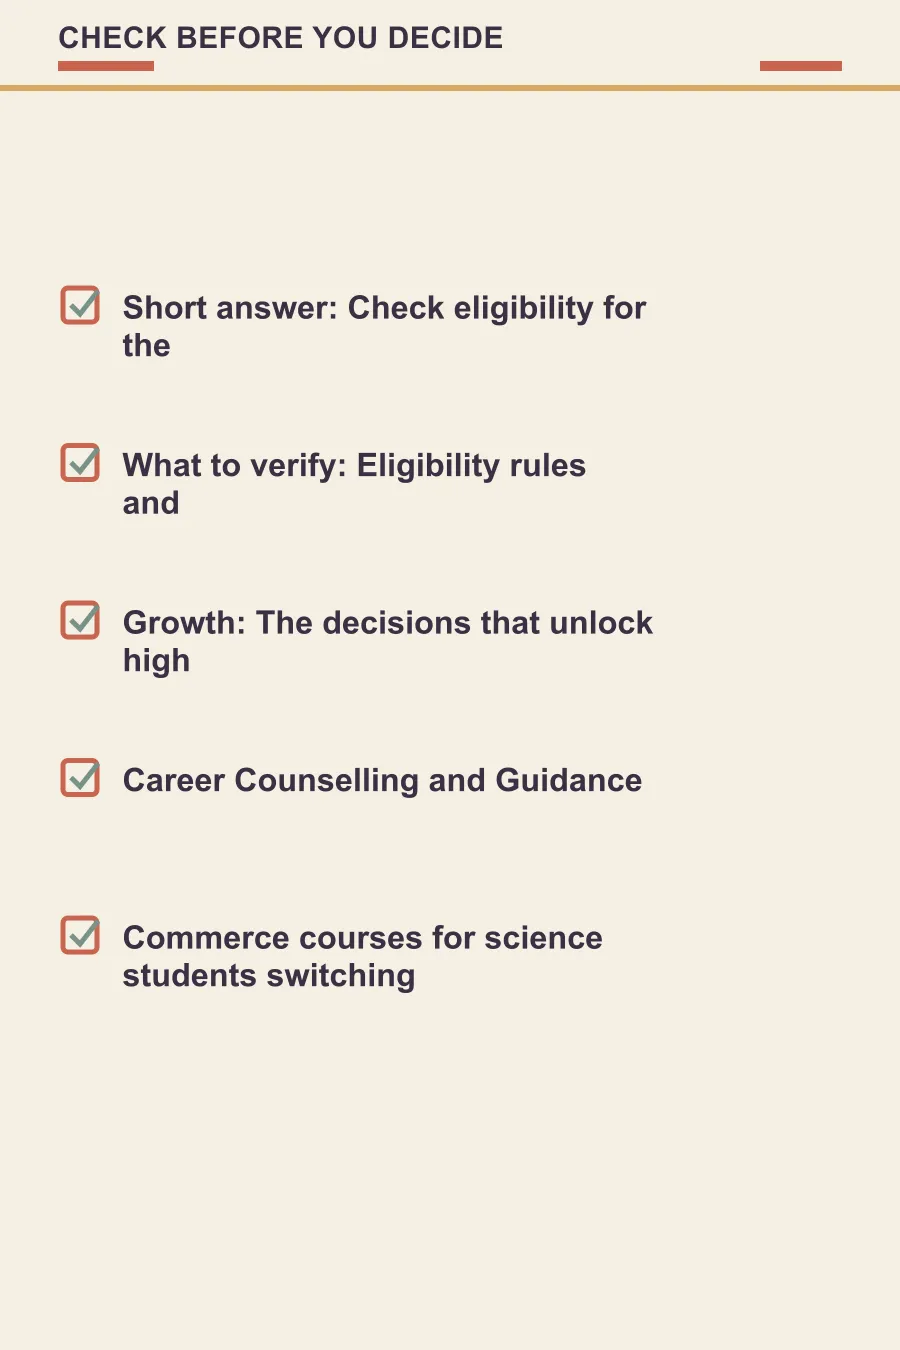 CHECK BEFORE YOU DECIDE
Short answer: Check eligibility for
the
What to verify: Eligibility rules
and
Growth: The decisions that unlock
high
Career Counselling and Guidance
Commerce courses for science
students switching